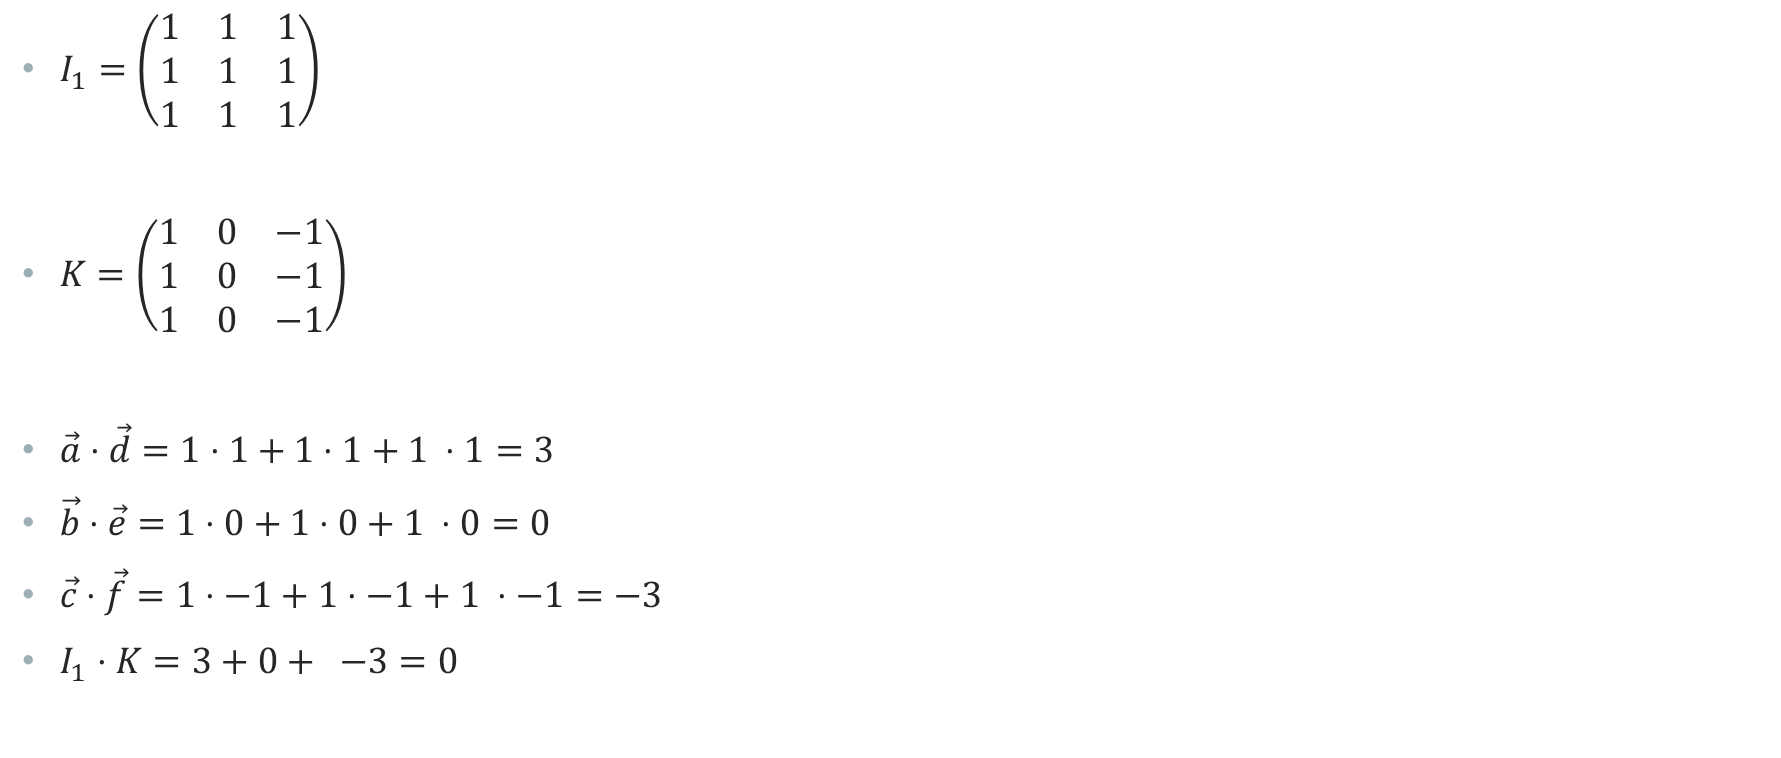 • I₁ = (1 1 1
1 1 1
1 1 1)
• K = (1 0 −1
1 0 −1
1 0 −1)
• a⃗ · d⃗ = 1 · 1 + 1 · 1 + 1 · 1 = 3
• b⃗ · e⃗ = 1 · 0 + 1 · 0 + 1 · 0 = 0
• c⃗ · f⃗ = 1 · −1 + 1 · −1 + 1 · −1 = −3
• I₁ · K = 3 + 0 + −3 = 0